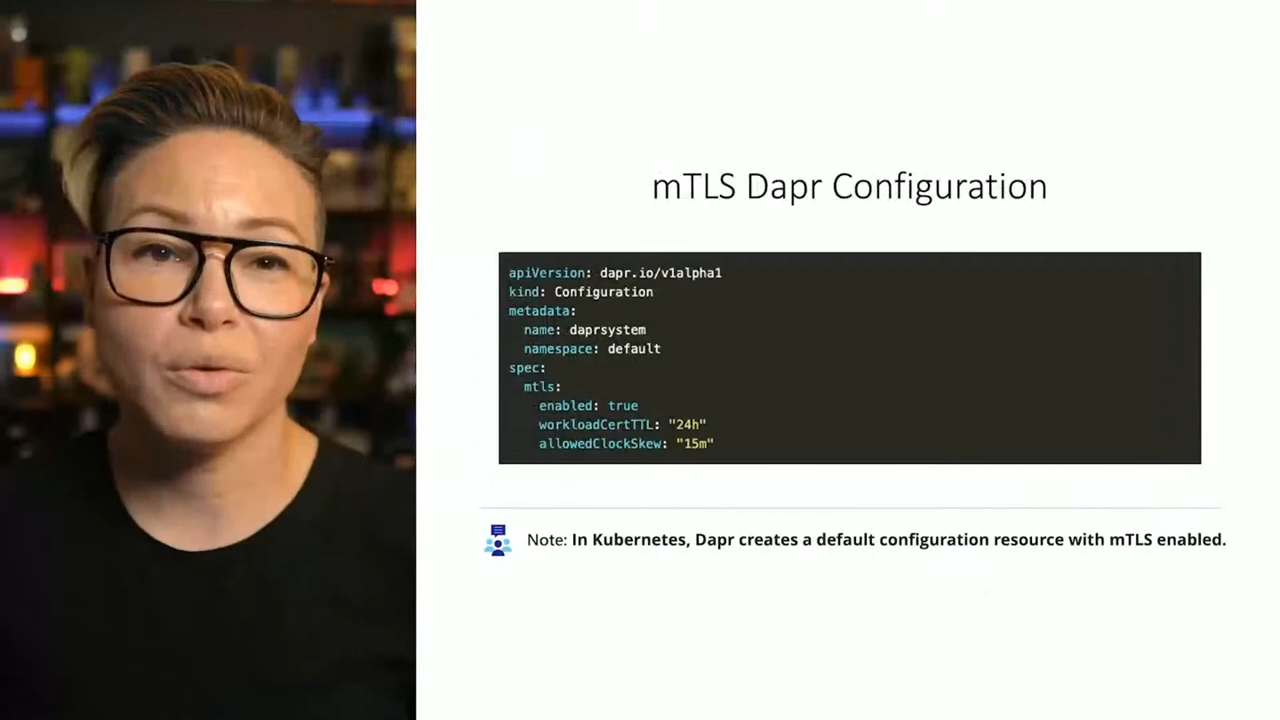 mTLS Dapr Configuration
apiVersion: dapr.io/v1alpha1
kind: Configuration
metadata:
  name: daprsystem
  namespace: default
spec:
  mtls:
    enabled: true
    workloadCertTTL: "24h"
    allowedClockSkew: "15m"
Note: In Kubernetes, Dapr creates a default configuration resource with mTLS enabled.